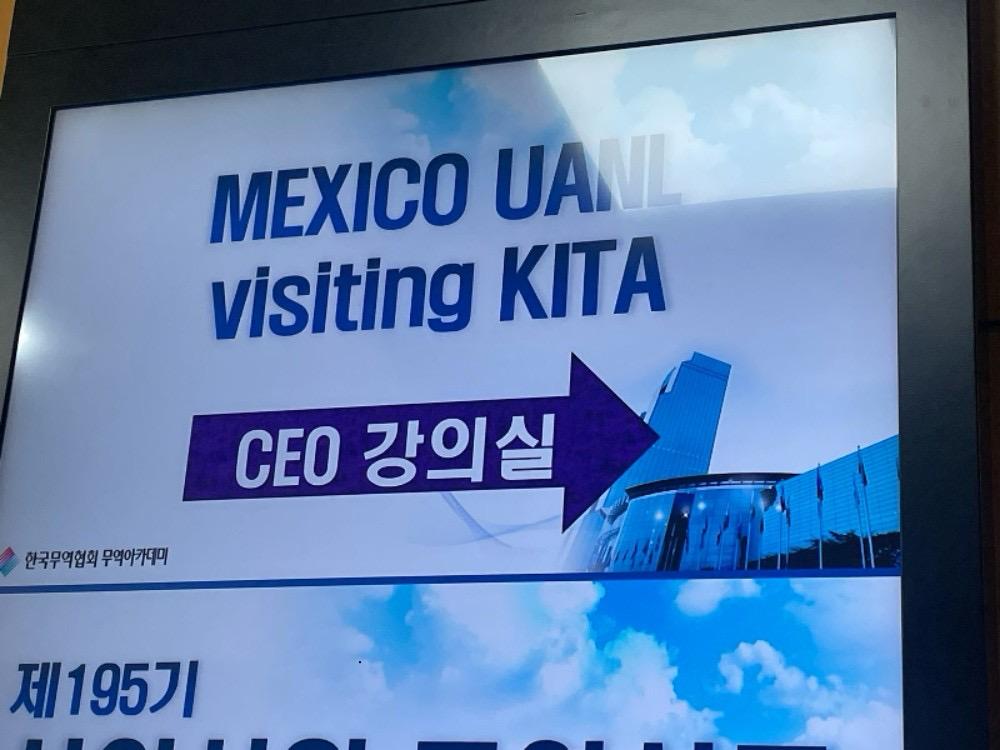 MEXICO UANL
visiting KITA
CEO 강의실
한국무역협회 무역아카데미
제195기